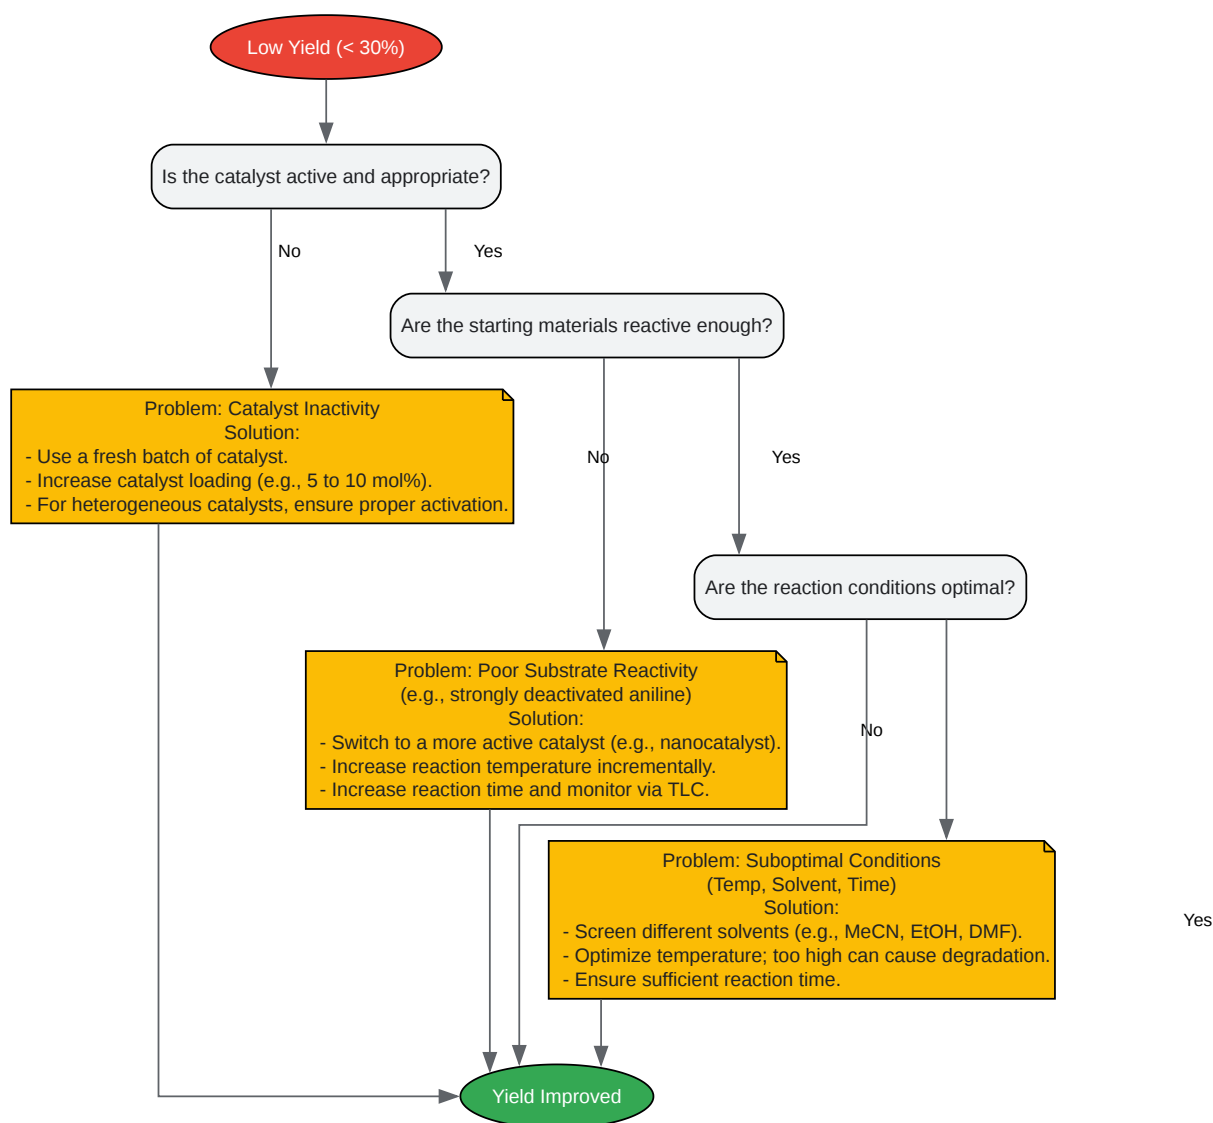 Low Yield (< 30%)
Is the catalyst active and appropriate?
No
Yes
Are the starting materials reactive enough?
Problem: Catalyst Inactivity
Solution:
- Use a fresh batch of catalyst.
- Increase catalyst loading (e.g., 5 to 10 mol%).
- For heterogeneous catalysts, ensure proper activation.
No
Yes
Are the reaction conditions optimal?
Problem: Poor Substrate Reactivity
(e.g., strongly deactivated aniline)
Solution:
- Switch to a more active catalyst (e.g., nanocatalyst).
- Increase reaction temperature incrementally.
- Increase reaction time and monitor via TLC.
No
Problem: Suboptimal Conditions
(Temp, Solvent, Time)
Solution:
- Screen different solvents (e.g., MeCN, EtOH, DMF).
- Optimize temperature; too high can cause degradation.
- Ensure sufficient reaction time.
Yes
Yield Improved